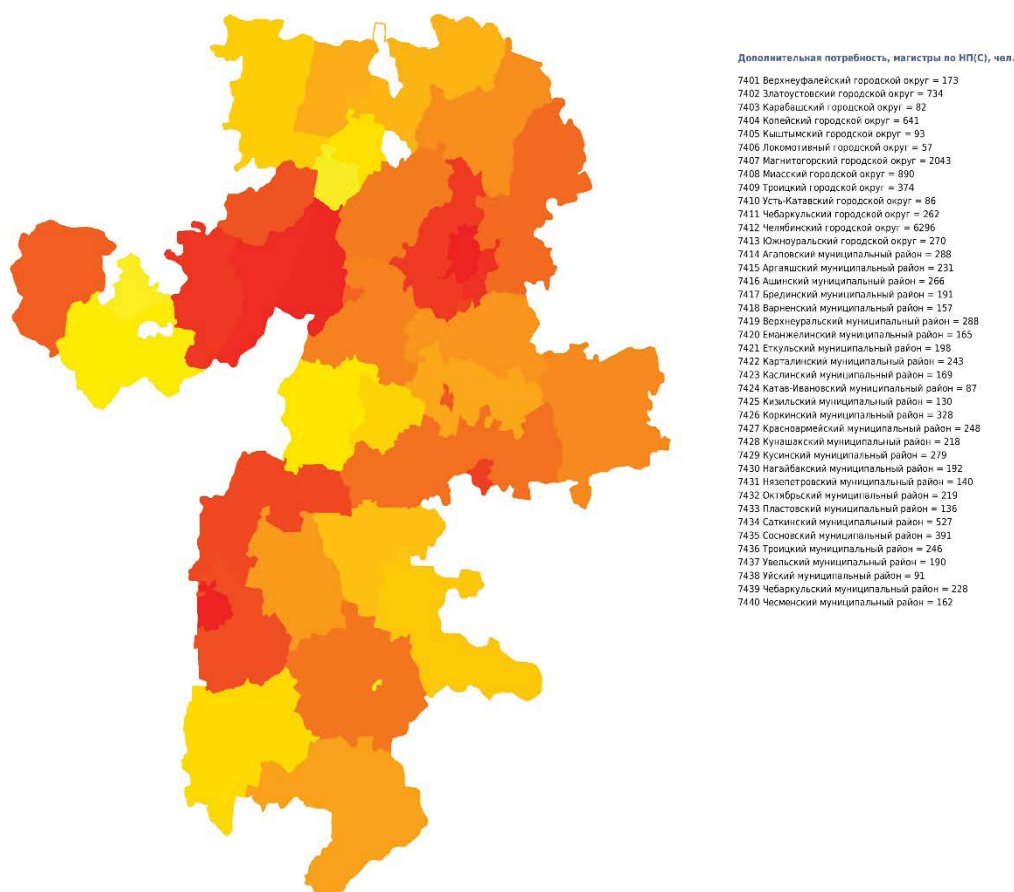 Дополнительная потребность, магистры по НП(С), чел.
7401 Верхнеуфалейский городской округ = 173
7402 Златоустовский городской округ = 734
7403 Карабашский городской округ = 82
7404 Копейский городской округ = 641
7405 Кыштымский городской округ = 93
7406 Локомотивный городской округ = 57
7407 Магнитогорский городской округ = 2043
7408 Миасский городской округ = 890
7409 Троицкий городской округ = 374
7410 Усть-Катавский городской округ = 86
7411 Чебаркульский городской округ = 262
7412 Челябинский городской округ = 6296
7413 Южноуральский городской округ = 270
7414 Агаповский муниципальный район = 288
7415 Аргаяшский муниципальный район = 231
7416 Ашинский муниципальный район = 266
7417 Брединский муниципальный район = 191
7418 Варненский муниципальный район = 157
7419 Верхнеуральский муниципальный район = 288
7420 Еманжелинский муниципальный район = 165
7421 Еткульский муниципальный район = 198
7422 Карталинский муниципальный район = 243
7423 Каслинский муниципальный район = 169
7424 Катав-Ивановский муниципальный район = 87
7425 Кизильский муниципальный район = 130
7426 Коркинский муниципальный район = 328
7427 Красноармейский муниципальный район = 248
7428 Кунашакский муниципальный район = 218
7429 Кусинский муниципальный район = 279
7430 Нагайбакский муниципальный район = 192
7431 Нязепетровский муниципальный район = 140
7432 Октябрьский муниципальный район = 219
7433 Пластовский муниципальный район = 136
7434 Саткинский муниципальный район = 527
7435 Сосновский муниципальный район = 391
7436 Троицкий муниципальный район = 246
7437 Увельский муниципальный район = 190
7438 Уйский муниципальный район = 91
7439 Чебаркульский муниципальный район = 228
7440 Чесменский муниципальный район = 162